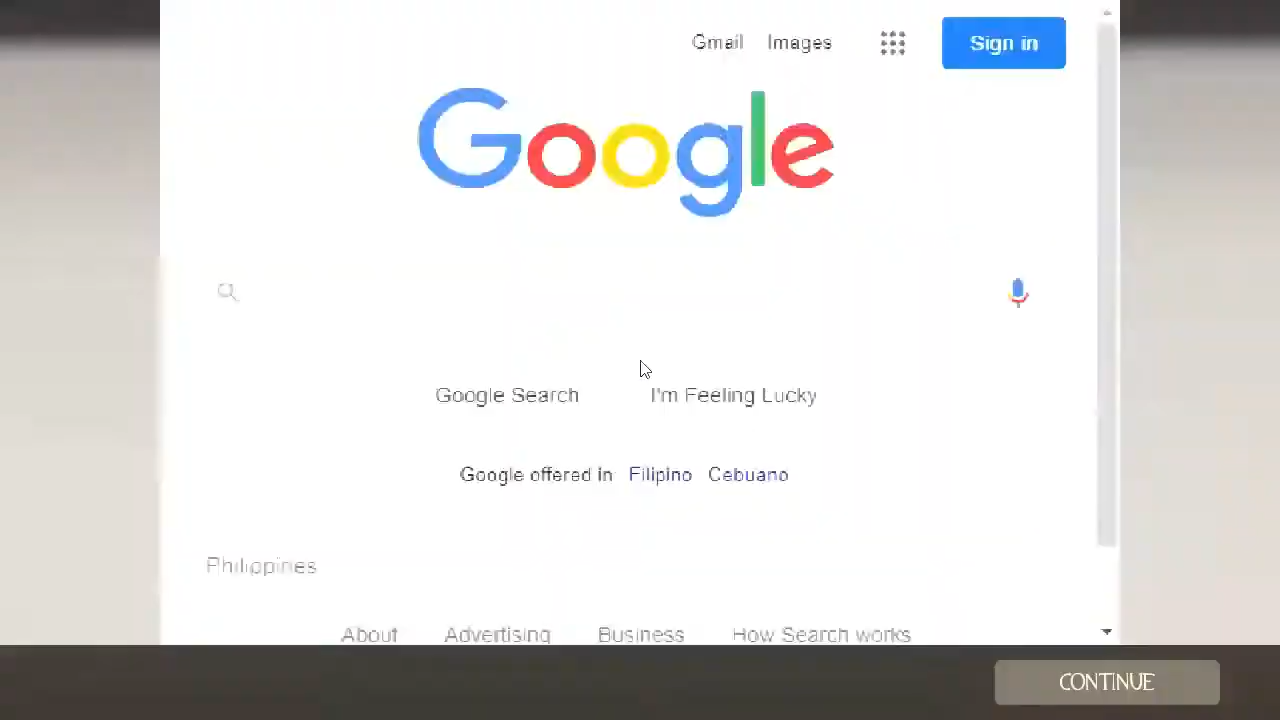 Gmail Images Sign in
Google
Google Search I'm Feeling Lucky
Google offered in Filipino Cebuano
Philippines
About Advertising Business How Search works
CONTINUE